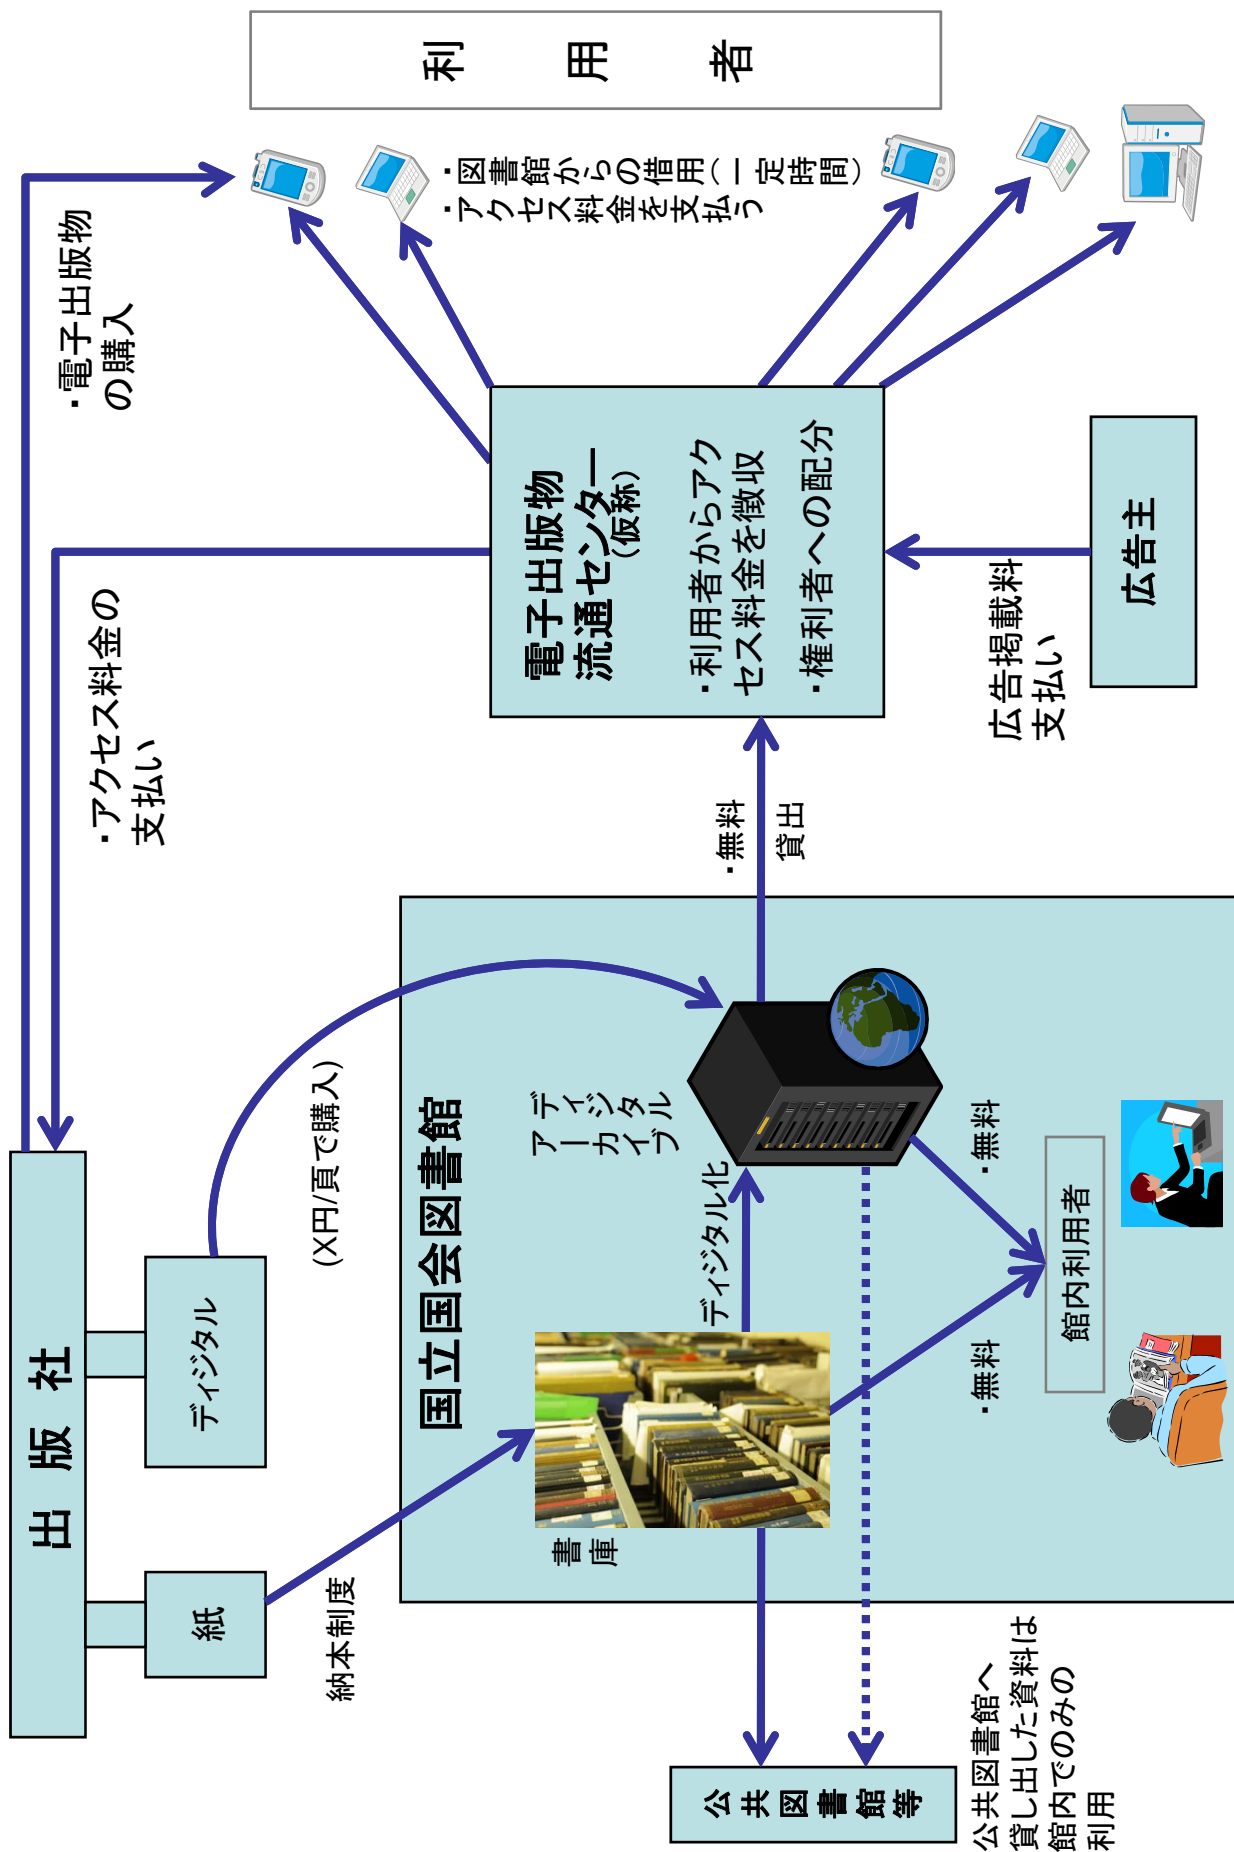 出版社
紙
ディジタル
納本制度
(X円/頁で購入)
・アクセス料金の
支払い
・電子出版物
の購入
国立国会図書館
書庫
ディジタル化
ディジタル
アーカイブ
・無料
・無料
館内利用者
公共図書館等
公共図書館へ
貸し出した資料は
館内でのみの
利用
・無料
貸出
電子出版物
流通センター
(仮称)
・利用者からアク
セス料金を徴収
・権利者への配分
広告掲載料
支払い
広告主
・図書館からの借用(一定時間)
・アクセス料金を支払う
利用者